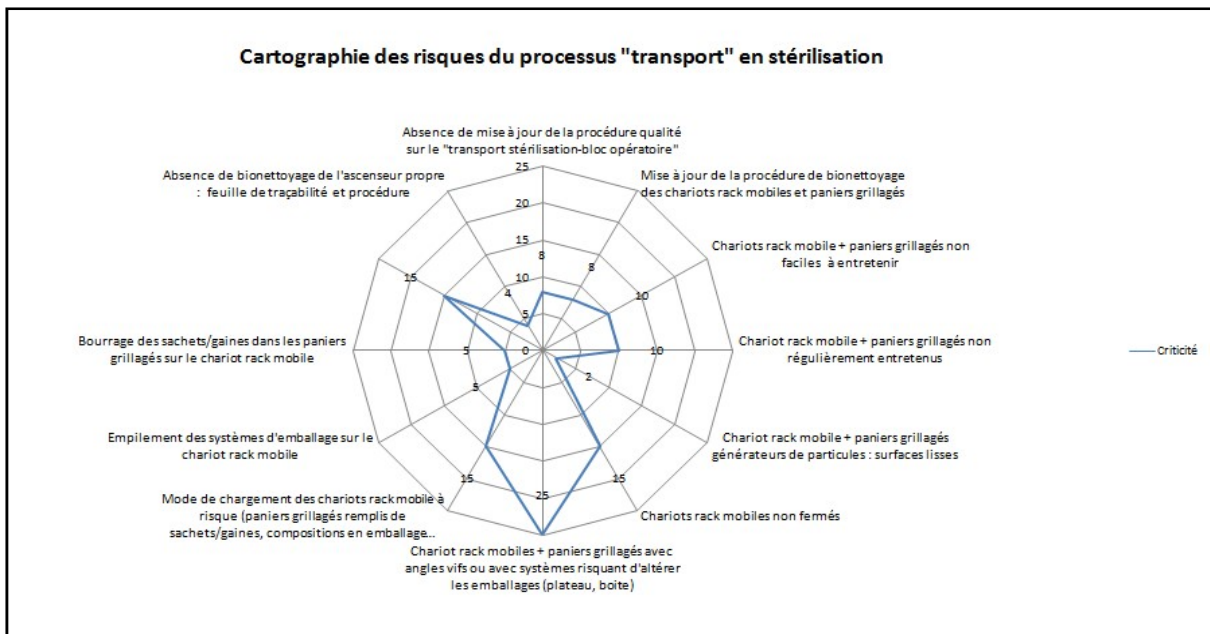 Cartographie des risques du processus "transport" en stérilisation
Absence de mise à jour de la procédure qualité
sur le "transport stérilisation-bloc opératoire"
Mise à jour de la procédure de bionettoyage
des chariots rack mobiles et paniers grillagés
Chariots rack mobile + paniers grillagés non
faciles à entretenir
Chariot rack mobile + paniers grillagés non
régulièrement entretenus
Chariot rack mobile + paniers grillagés
générateurs de particules : surfaces lisses
Chariots rack mobiles non fermés
Chariot rack mobiles + paniers grillagés avec
angles vifs ou avec systèmes risquant d'altérer
les emballages (plateau, boite)
Mode de chargement des chariots rack mobile à
risque (paniers grillagés remplis de
sachets/gaines, compositions en emballage...
Empilement des systèmes d'emballage sur le
chariot rack mobile
Bourrage des sachets/gaines dans les paniers
grillagés sur le chariot rack mobile
Absence de bionettoyage de l'ascenseur propre
: feuille de traçabilité et procédure
25
20
15
10
5
0
8
8
10
10
2
15
25
15
5
5
15
4
Criticité